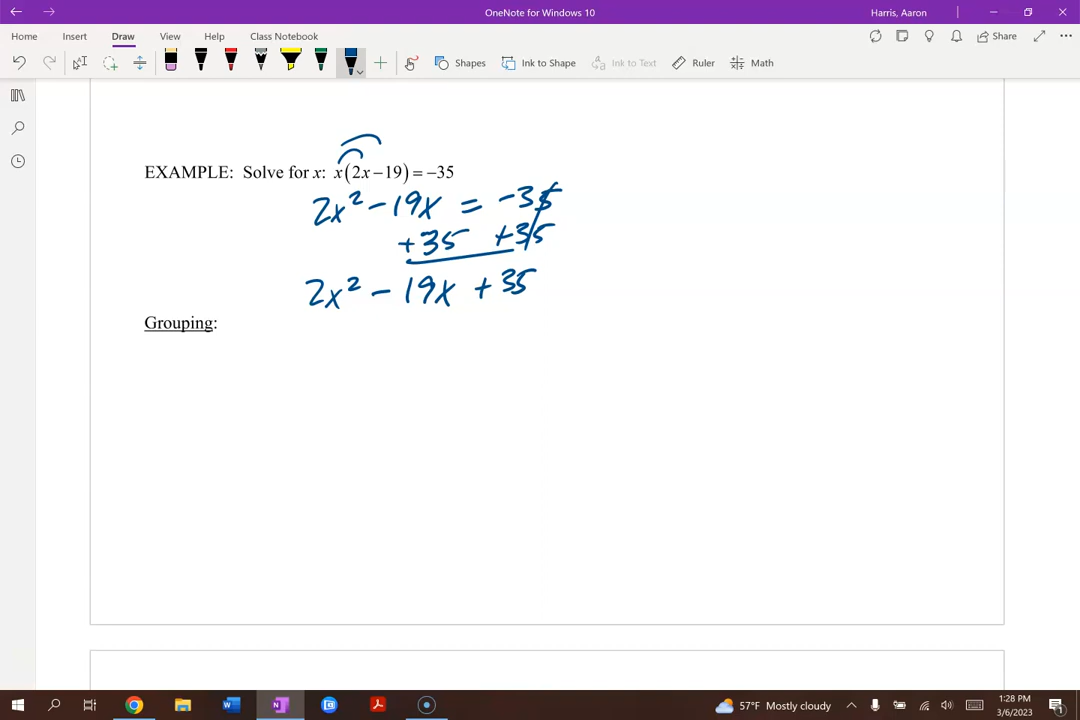 OneNote for Windows 10
Harris, Aaron
Home Insert Draw View Help Class Notebook Share
Shapes Ink to Shape Ink to Text Ruler Math
EXAMPLE: Solve for x: x(2x−19)=−35
2x² − 19x = −35
+35 +35
2x² − 19x + 35
Grouping:
57°F Mostly cloudy
1:28 PM
3/6/2023